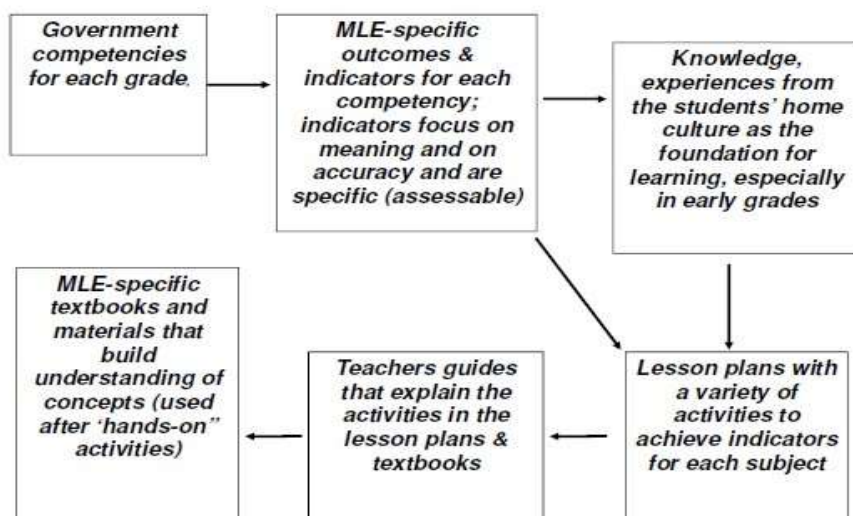 Government
competencies
for each grade.
MLE-specific
outcomes &
indicators for each
competency;
indicators focus on
meaning and on
accuracy and are
specific (assessable)
Knowledge,
experiences from
the students' home
culture as the
foundation for
learning, especially
in early grades
Lesson plans with
a variety of
activities to
achieve indicators
for each subject
Teachers guides
that explain the
activities in the
lesson plans &
textbooks
MLE-specific
textbooks and
materials that
build
understanding of
concepts (used
after 'hands-on"
activities)